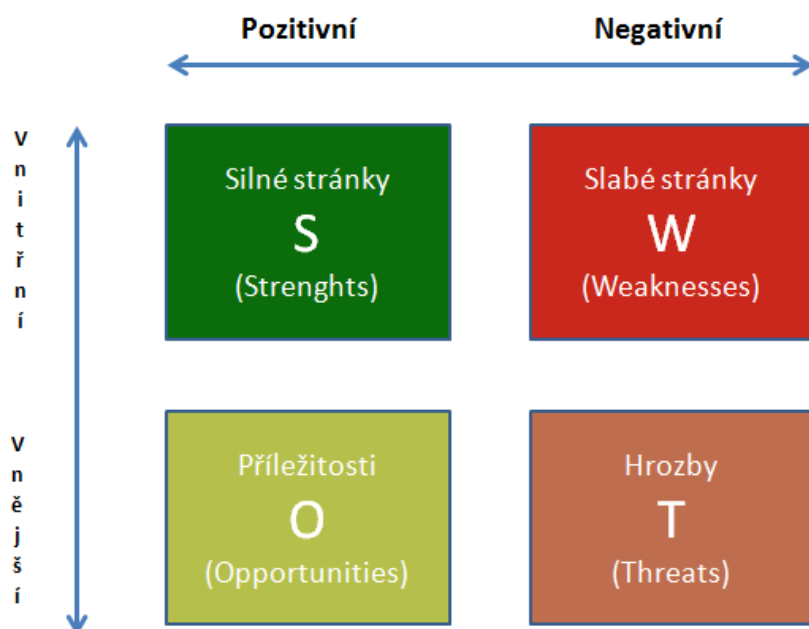 Pozitivní
Negativní
Vnitřní
Silné stránky
S
(Strenghts)
Slabé stránky
W
(Weaknesses)
Vnější
Příležitosti
O
(Opportunities)
Hrozby
T
(Threats)